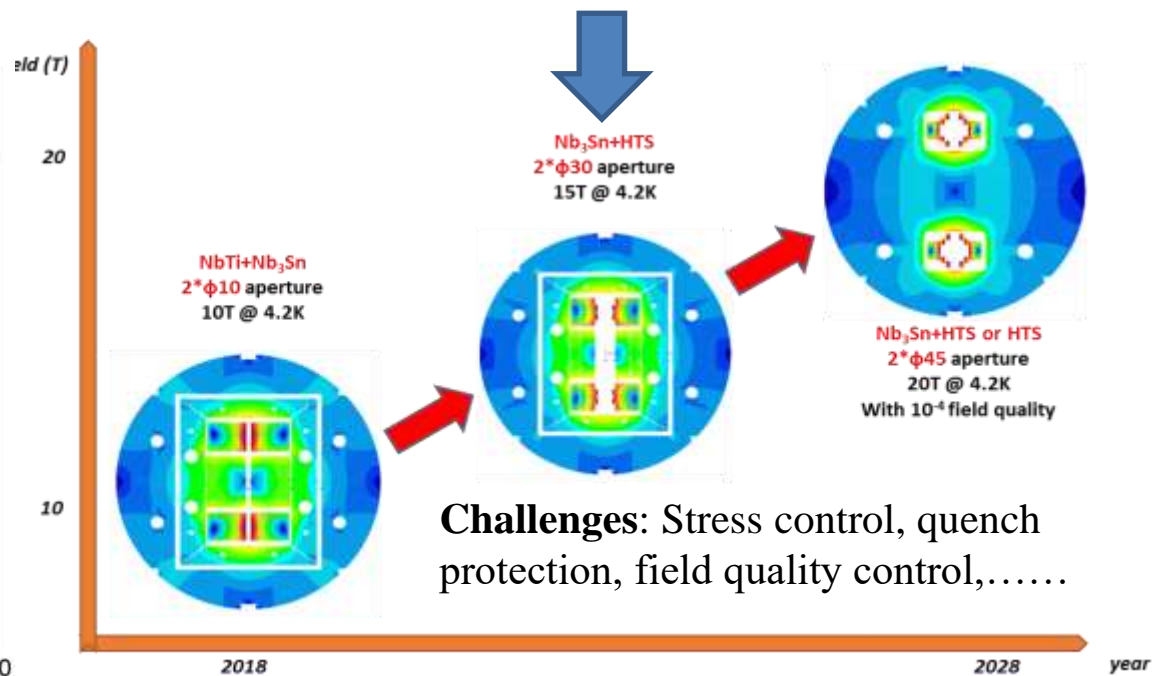 eld (T)
20
10
0
Nb₃Sn+HTS
2*ϕ30 aperture
15T @ 4.2K
NbTi+Nb₃Sn
2*ϕ10 aperture
10T @ 4.2K
Nb₃Sn+HTS or HTS
2*ϕ45 aperture
20T @ 4.2K
With 10⁻⁴ field quality
Challenges: Stress control, quench
protection, field quality control,……
2018
2028
year